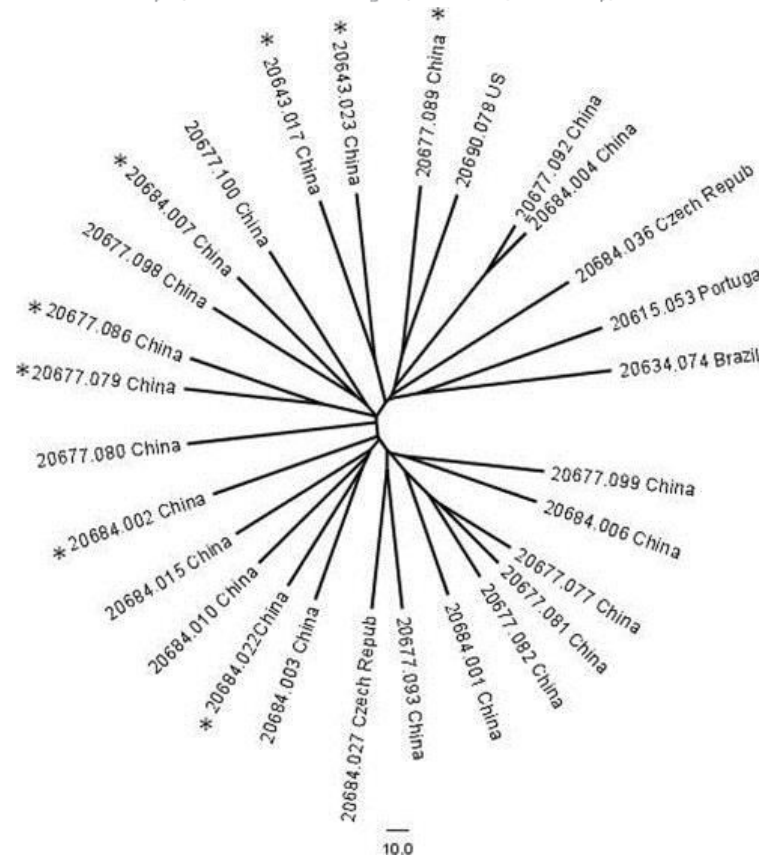 * 20643.017 China
* 20643.023 China
20677.089 China *
20690.078 US
20677.092 China
20684.004 China
20684.036 Czech Repub
20615.053 Portuga
20634.074 Brazil
20677.099 China
20684.006 China
20677.077 China
20677.081 China
20677.082 China
20684.001 China
20677.093 China
20684.027 Czech Repub
20684.003 China
* 20684.022China
20684.010 China
20684.015 China
* 20684.002 China
20677.080 China
* 20677.079 China
* 20677.086 China
20677.098 China
* 20684.007 China
20677.100 China
10.0